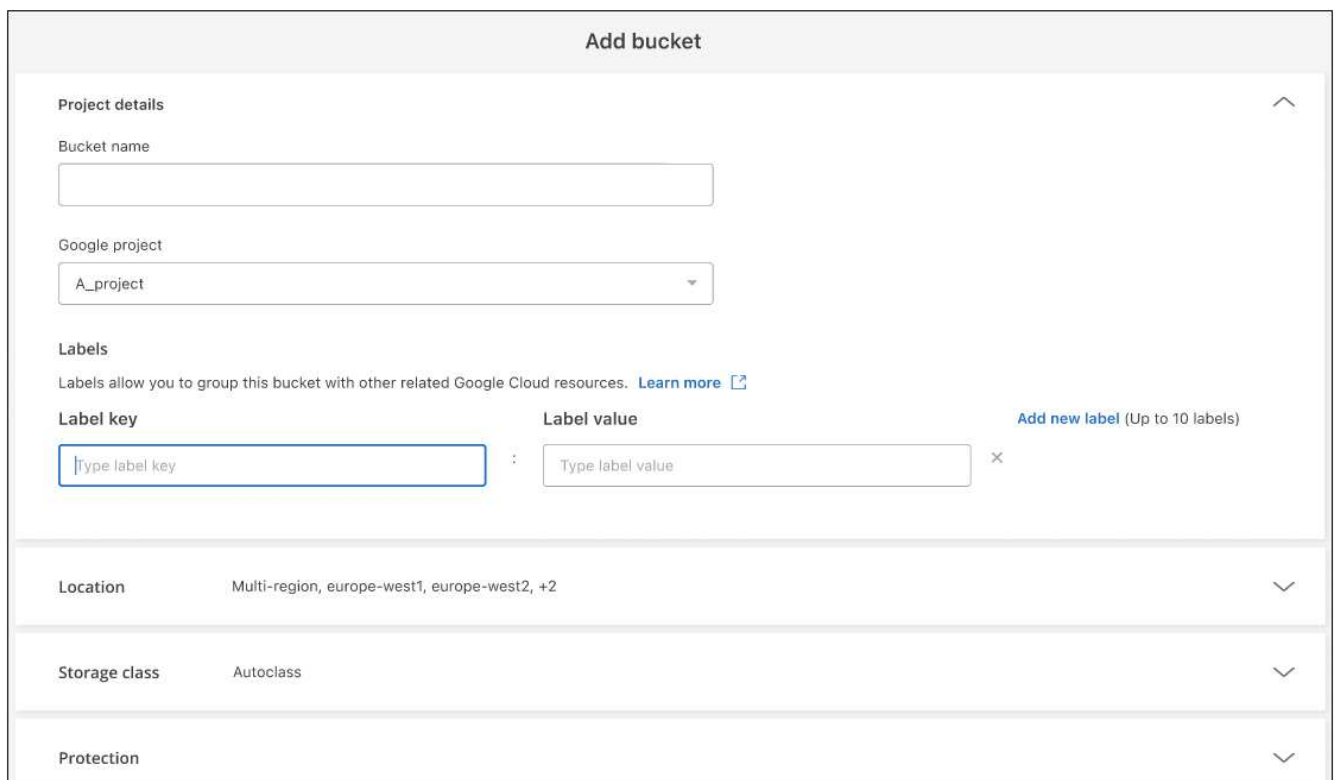 Add bucket
Project details
Bucket name
Google project
A_project
Labels
Labels allow you to group this bucket with other related Google Cloud resources. Learn more
Label key Label value Add new label (Up to 10 labels)
Type label key : Type label value
Location Multi-region, europe-west1, europe-west2, +2
Storage class Autoclass
Protection